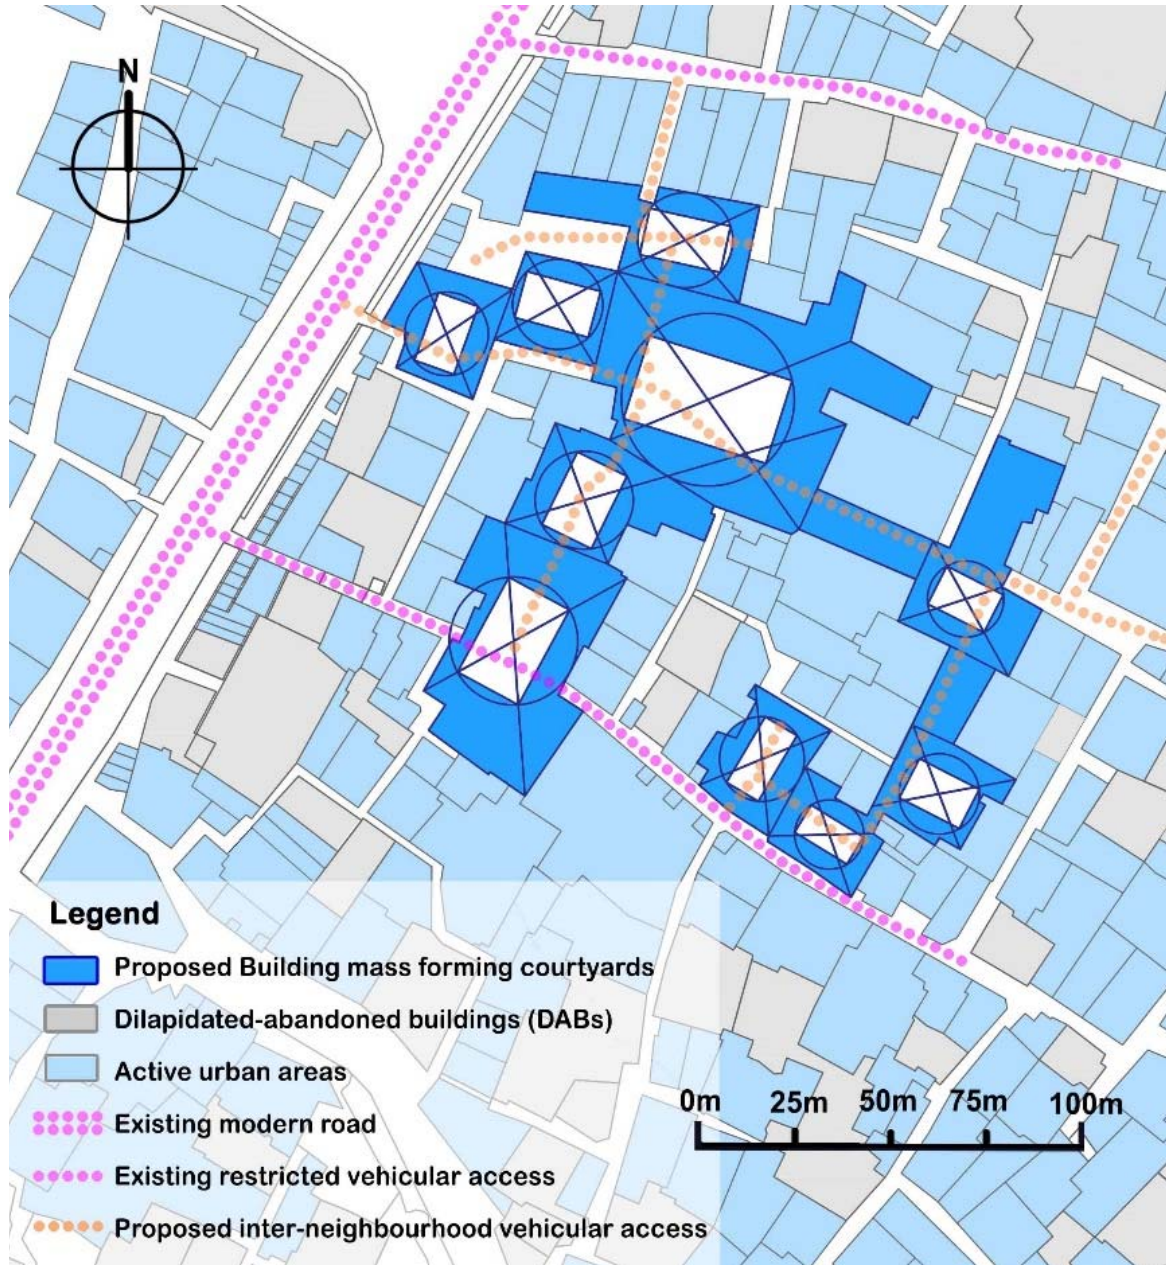 N
Legend
Proposed Building mass forming courtyards
Dilapidated-abandoned buildings (DABs)
Active urban areas
Existing modern road
Existing restricted vehicular access
Proposed inter-neighbourhood vehicular access
0m 25m 50m 75m 100m